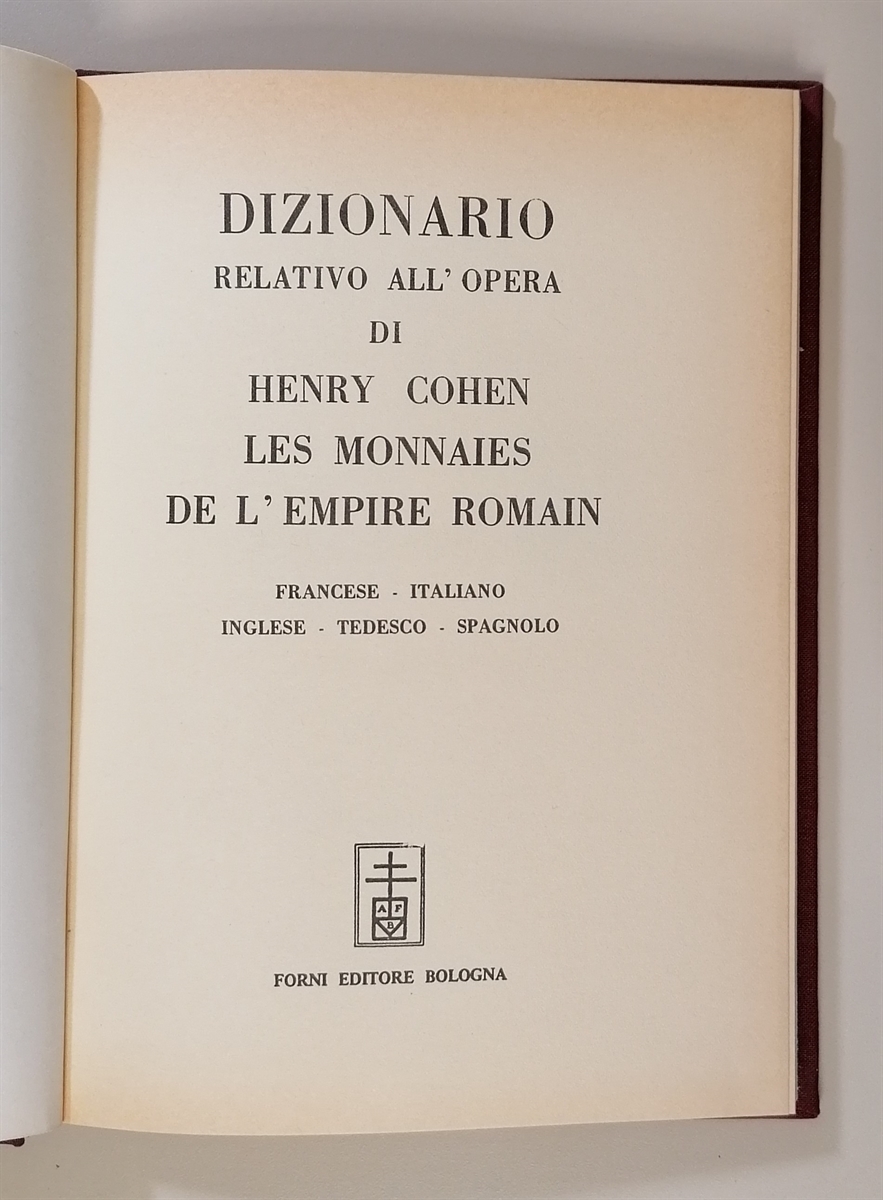 DIZIONARIO
RELATIVO ALL' OPERA
DI
HENRY COHEN
LES MONNAIES
DE L' EMPIRE ROMAIN
FRANCESE - ITALIANO
INGLESE - TEDESCO - SPAGNOLO
A F
B
FORNI EDITORE BOLOGNA